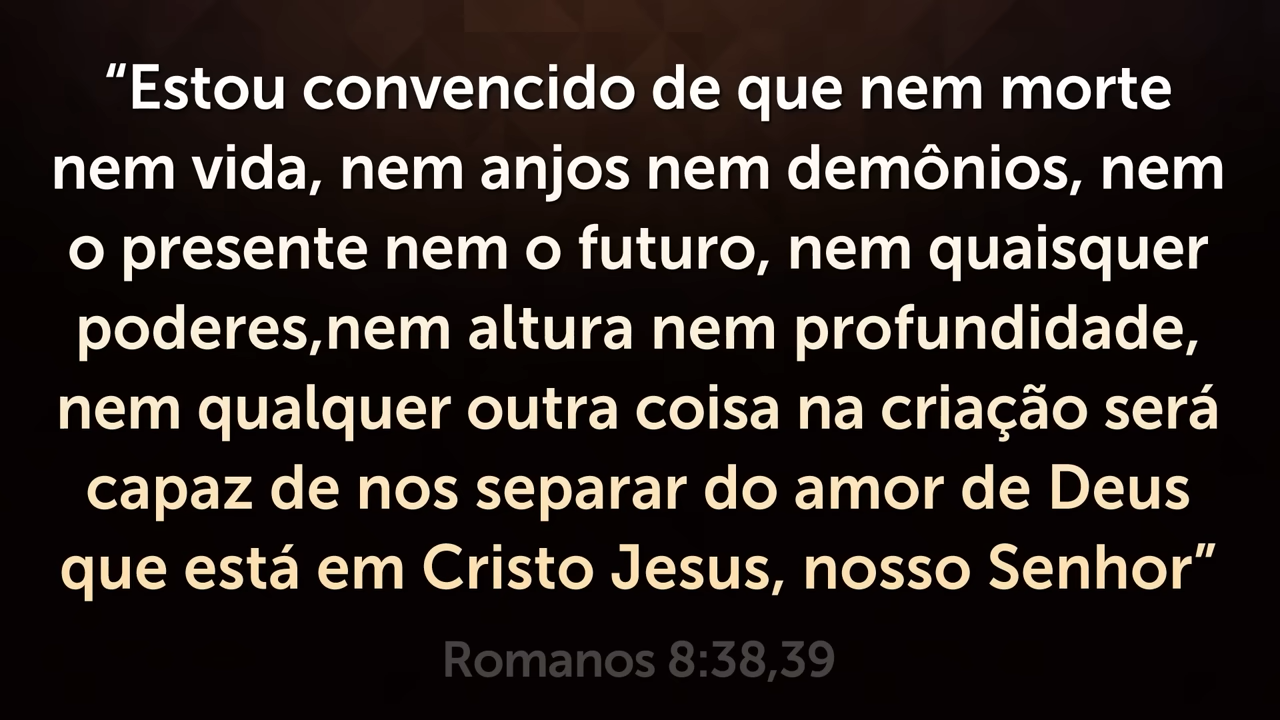 “Estou convencido de que nem morte
nem vida, nem anjos nem demônios, nem
o presente nem o futuro, nem quaisquer
poderes,nem altura nem profundidade,
nem qualquer outra coisa na criação será
capaz de nos separar do amor de Deus
que está em Cristo Jesus, nosso Senhor”
Romanos 8:38,39